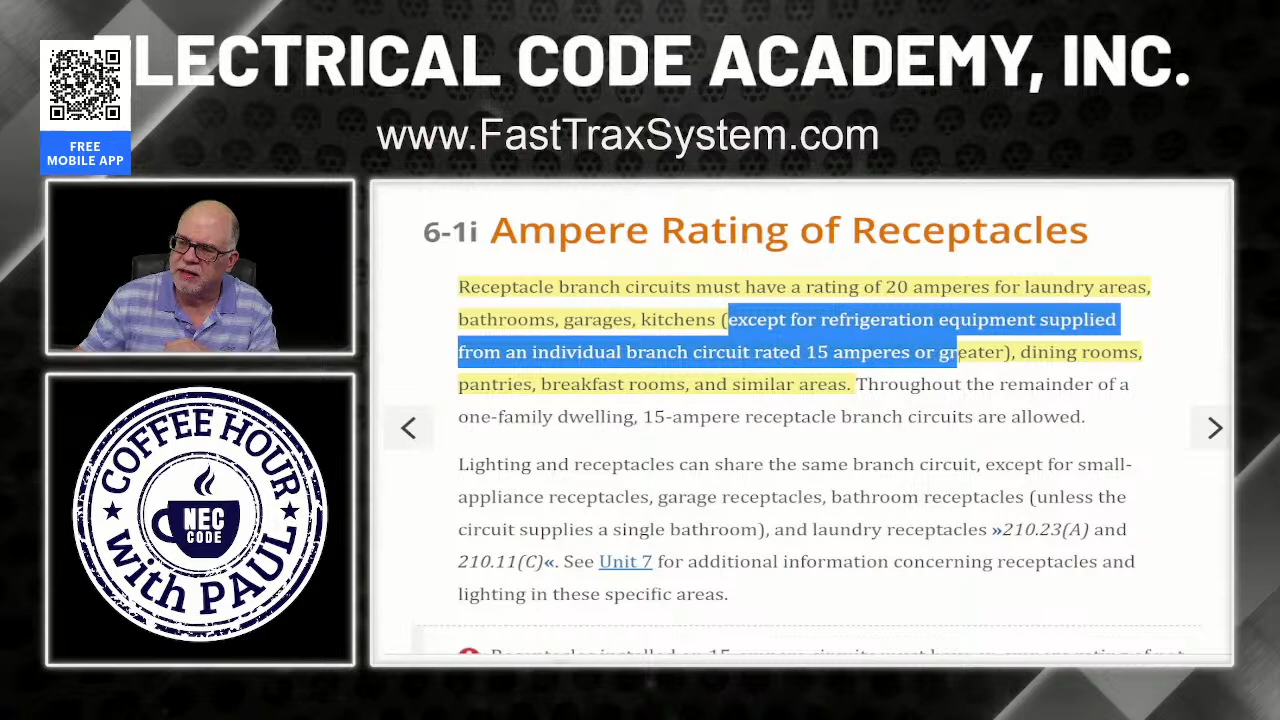 ELECTRICAL CODE ACADEMY, INC.
www.FastTraxSystem.com
FREE
MOBILE APP
COFFEE HOUR
NEC
CODE
with PAUL
6-1i Ampere Rating of Receptacles
Receptacle branch circuits must have a rating of 20 amperes for laundry areas,
bathrooms, garages, kitchens (except for refrigeration equipment supplied
from an individual branch circuit rated 15 amperes or greater), dining rooms,
pantries, breakfast rooms, and similar areas. Throughout the remainder of a
one-family dwelling, 15-ampere receptacle branch circuits are allowed.
Lighting and receptacles can share the same branch circuit, except for small-
appliance receptacles, garage receptacles, bathroom receptacles (unless the
circuit supplies a single bathroom), and laundry receptacles »210.23(A) and
210.11(C)«. See Unit 7 for additional information concerning receptacles and
lighting in these specific areas.